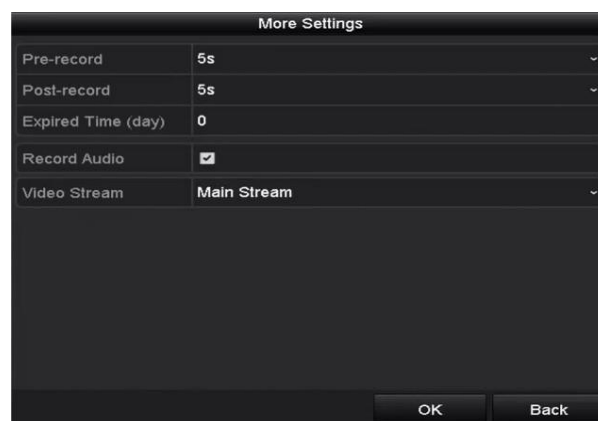 More Settings
Pre-record 5s
Post-record 5s
Expired Time (day) 0
Record Audio
Video Stream Main Stream
OK Back